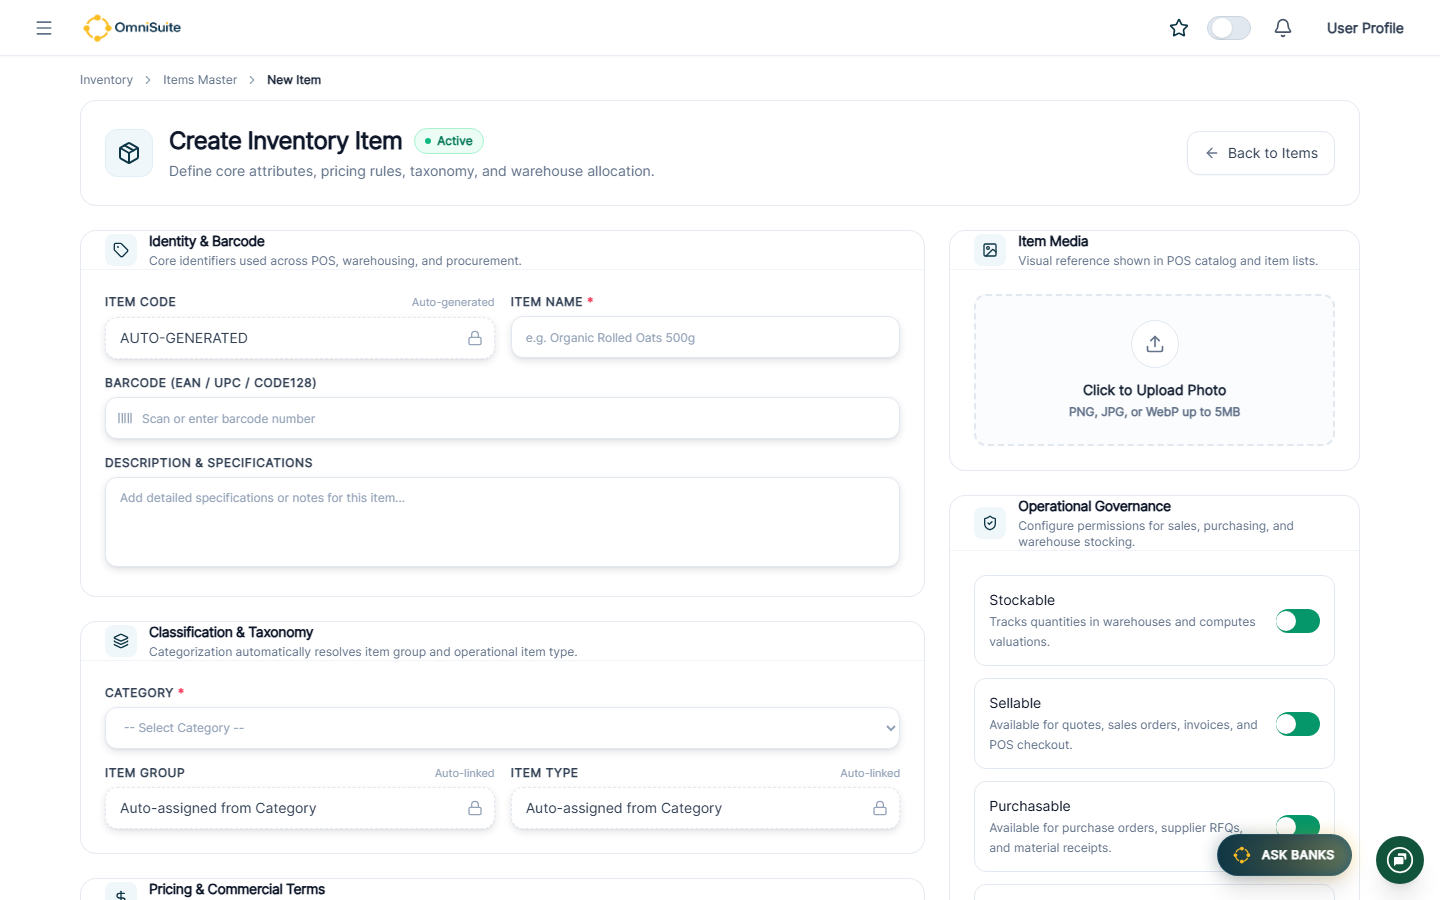 OmniSuite
User Profile
Inventory
Items Master
New Item
Create Inventory Item
Active
Define core attributes, pricing rules, taxonomy, and warehouse allocation.
Back to Items
Identity & Barcode
Core identifiers used across POS, warehousing, and procurement.
ITEM CODE
Auto-generated
ITEM NAME *
AUTO-GENERATED
e.g. Organic Rolled Oats 500g
BARCODE (EAN / UPC / CODE128)
Scan or enter barcode number
DESCRIPTION & SPECIFICATIONS
Add detailed specifications or notes for this item...
Classification & Taxonomy
Categorization automatically resolves item group and operational item type.
CATEGORY *
-- Select Category --
ITEM GROUP
Auto-linked
ITEM TYPE
Auto-linked
Auto-assigned from Category
Auto-assigned from Category
Pricing & Commercial Terms
Item Media
Visual reference shown in POS catalog and item lists.
Click to Upload Photo
PNG, JPG, or WebP up to 5MB
Operational Governance
Configure permissions for sales, purchasing, and
warehouse stocking.
Stockable
Tracks quantities in warehouses and computes
valuations.
Sellable
Available for quotes, sales orders, invoices, and
POS checkout.
Purchasable
Available for purchase orders, supplier RFQs,
and material receipts.
ASK BANKS